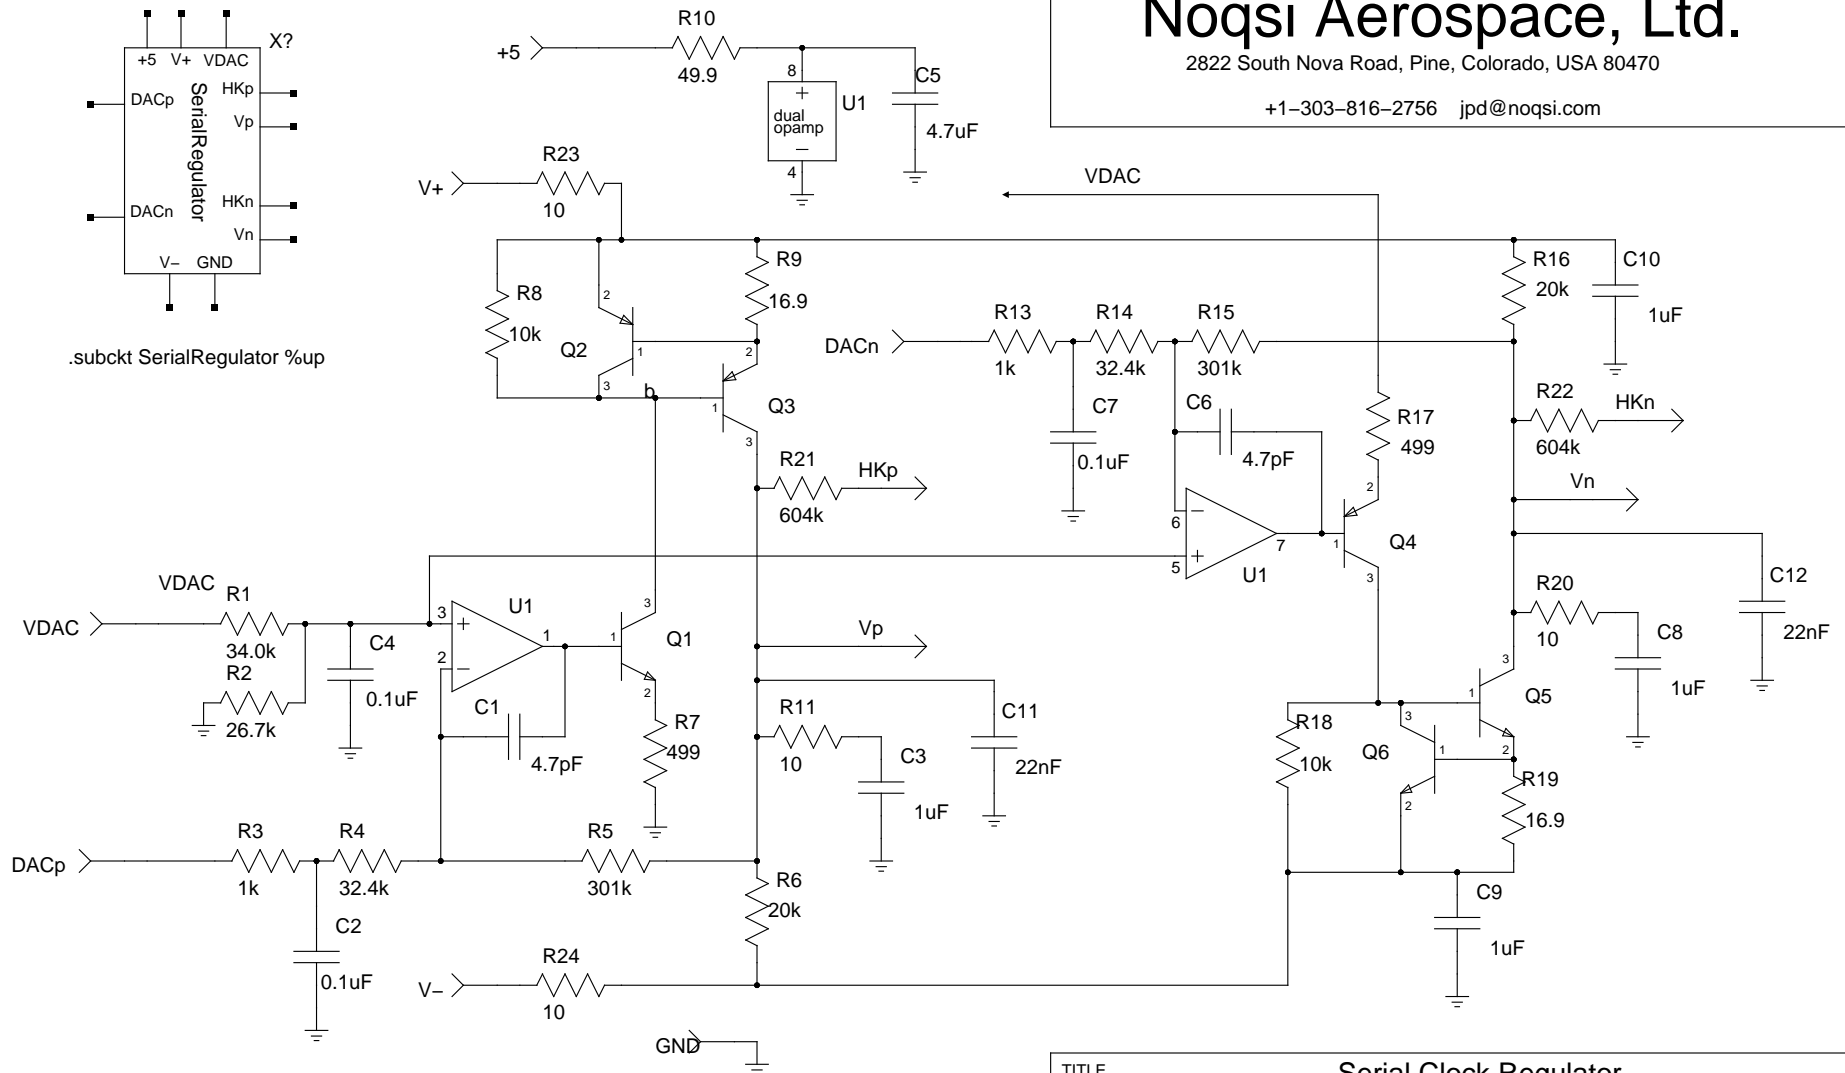 Noqsi Aerospace, Ltd.
2822 South Nova Road, Pine, Colorado, USA 80470
+1−303−816−2756 jpd@noqsi.com
X?
+5 V+ VDAC
DACp
HKp
Vp
SerialRegulator
DACn
HKn
Vn
V− GND
.subckt SerialRegulator %up
+5
R10
49.9
8
+
dual
opamp
−
4
U1
C5
4.7uF
V+
R23
10
VDAC
R8
10k
2
Q2
1
3
b
R9
16.9
2
1
Q3
3
R21
604k
HKp
DACn
R13
1k
R14
32.4k
R15
301k
C7
0.1uF
C6
4.7pF
R16
20k
C10
1uF
R17
499
R22
604k
HKn
Vn
6
−
5
+
7
U1
2
1
Q4
3
VDAC
VDAC
R1
34.0k
R2
26.7k
C4
0.1uF
3
+
2
−
U1
1
C1
4.7pF
1
3
Q1
2
R7
499
Vp
R11
10
C3
1uF
C11
22nF
R20
10
C8
1uF
C12
22nF
3
1
Q5
2
R18
10k
3
Q6
1
2
R19
16.9
C9
1uF
DACp
R3
1k
R4
32.4k
R5
301k
R6
20k
C2
0.1uF
V−
R24
10
GND
TITLE
Serial Clock Regulator